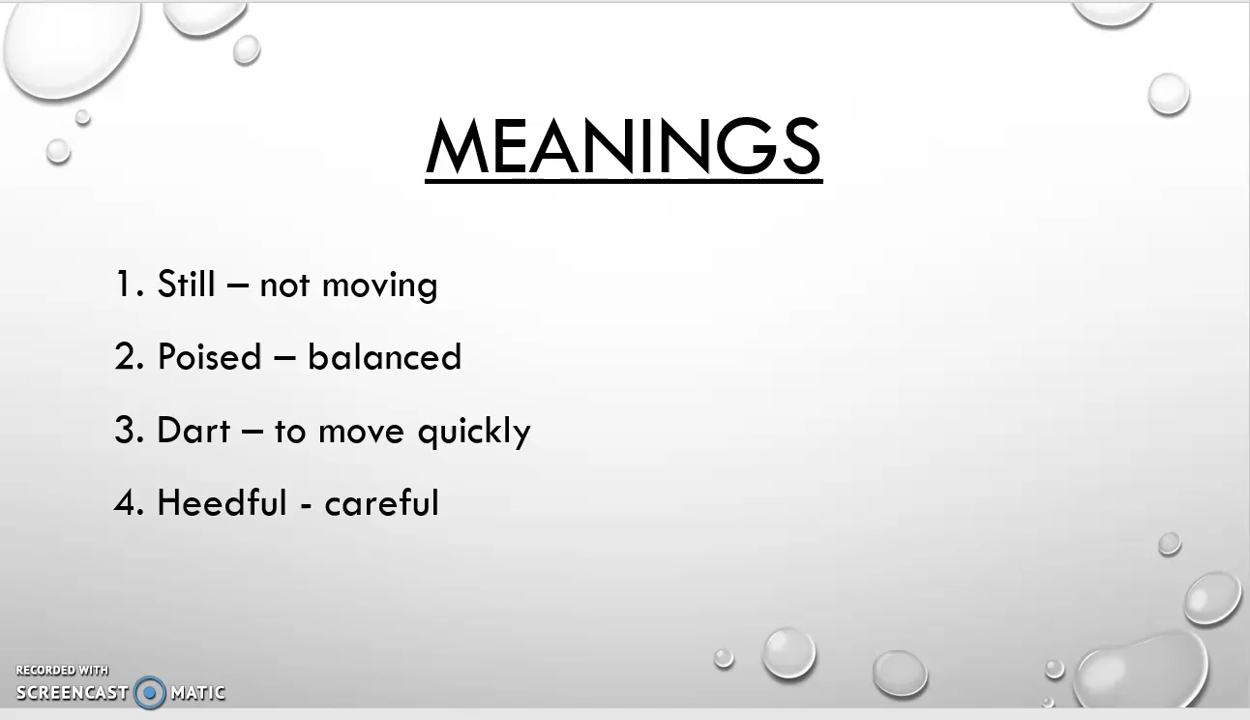 MEANINGS
1. Still – not moving
2. Poised – balanced
3. Dart – to move quickly
4. Heedful - careful
RECORDED WITH
SCREENCAST MATIC